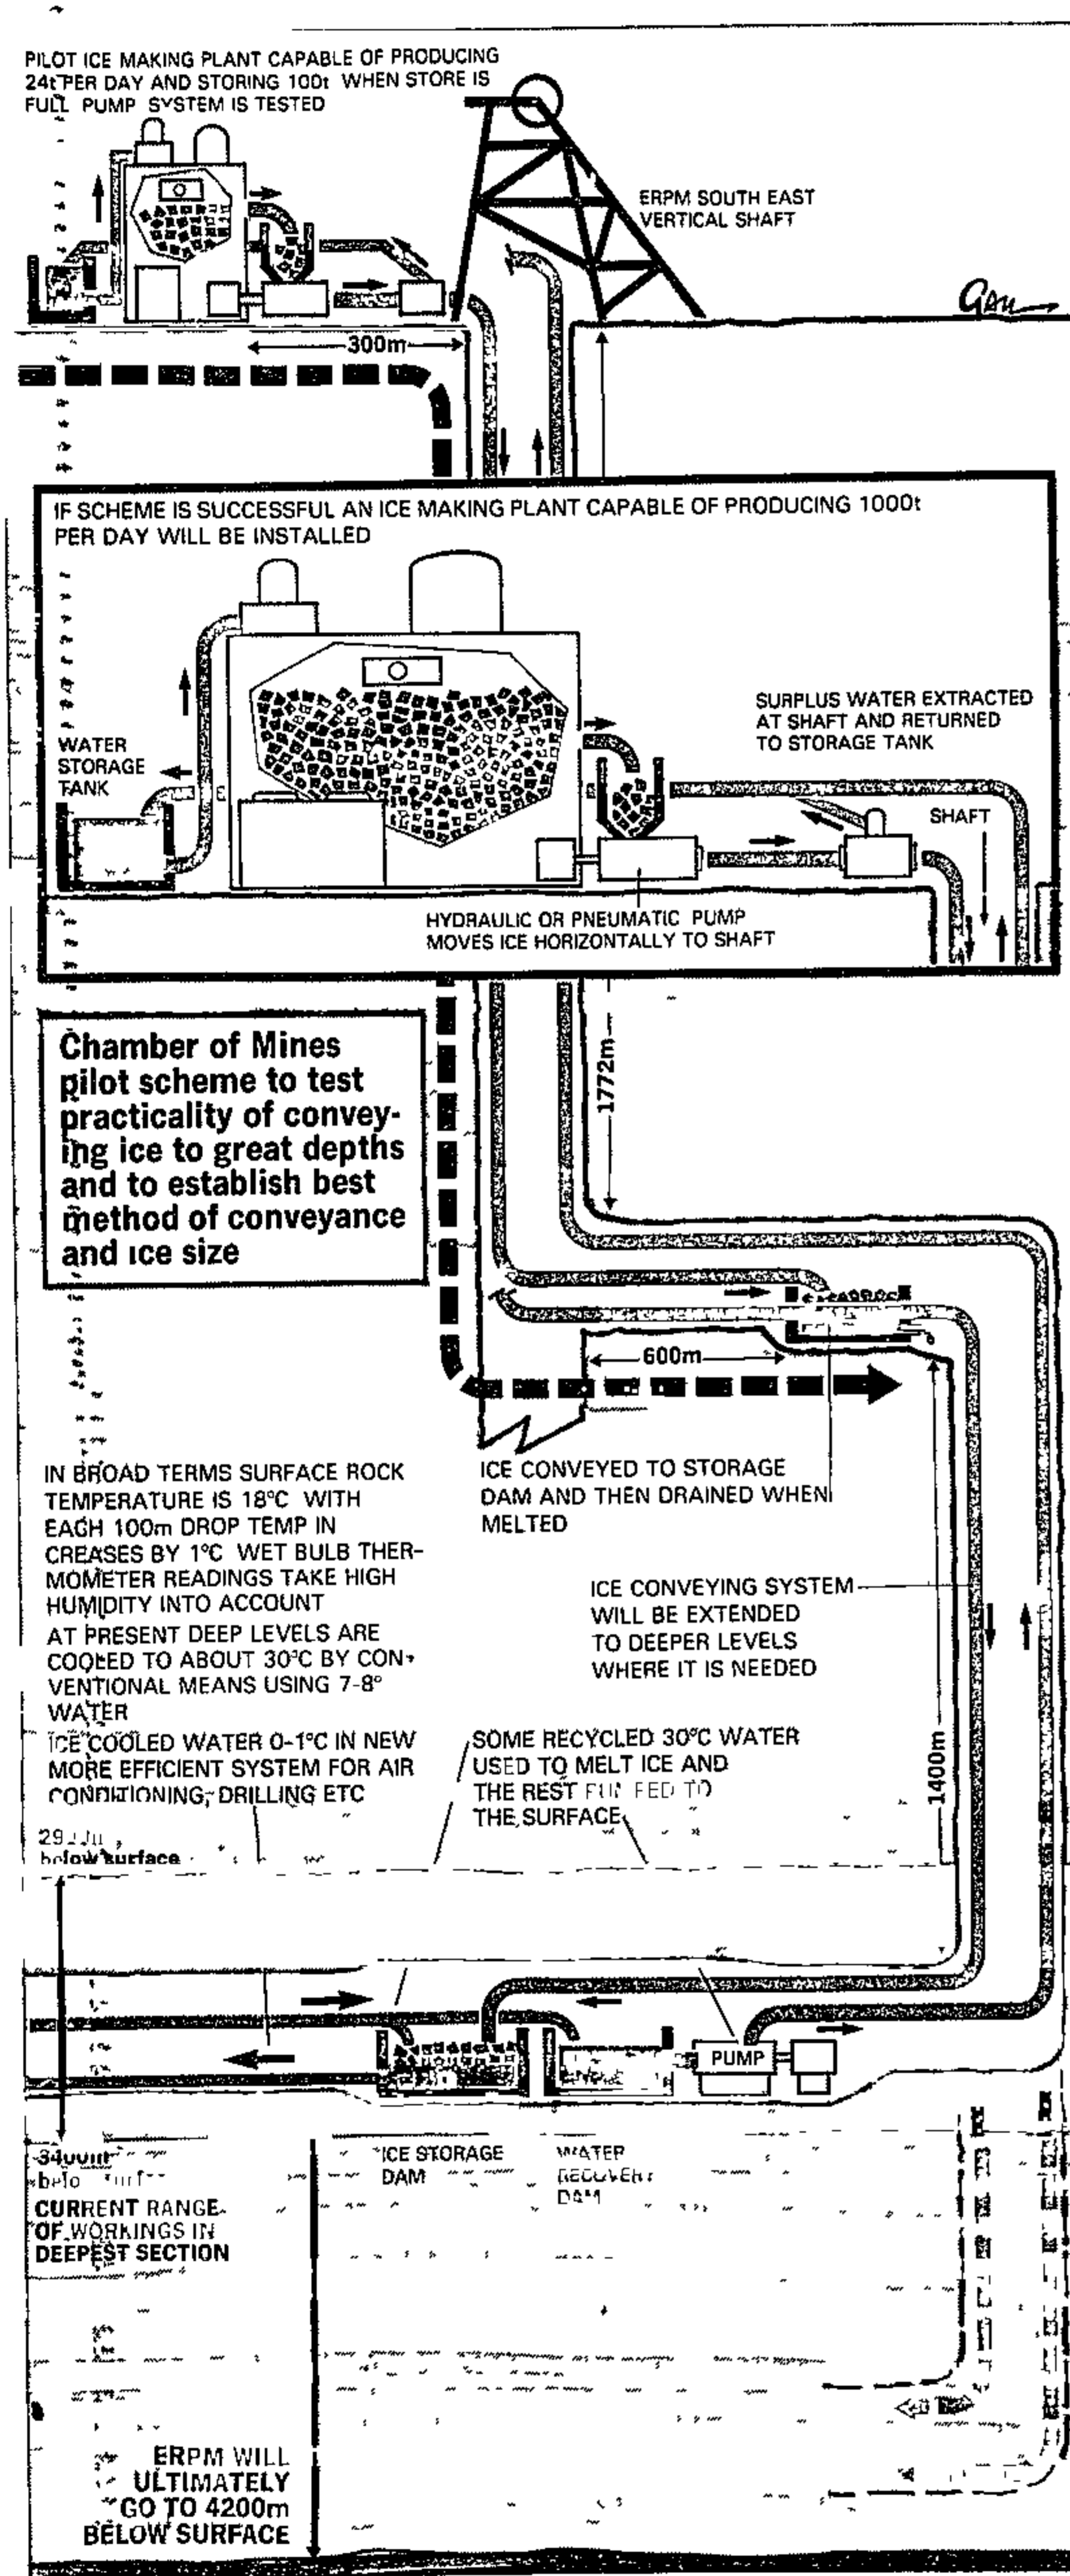 PILOT ICE MAKING PLANT CAPABLE OF PRODUCING
24t PER DAY AND STORING 100t WHEN STORE IS
FULL PUMP SYSTEM IS TESTED
ERPM SOUTH EAST
VERTICAL SHAFT
300m
IF SCHEME IS SUCCESSFUL AN ICE MAKING PLANT CAPABLE OF PRODUCING 1000t
PER DAY WILL BE INSTALLED
WATER
STORAGE
TANK
SURPLUS WATER EXTRACTED
AT SHAFT AND RETURNED
TO STORAGE TANK
SHAFT
HYDRAULIC OR PNEUMATIC PUMP
MOVES ICE HORIZONTALLY TO SHAFT
Chamber of Mines
pilot scheme to test
practicality of convey-
ing ice to great depths
and to establish best
method of conveyance
and ice size
1772m
600m
IN BROAD TERMS SURFACE ROCK
TEMPERATURE IS 18°C WITH
EACH 100m DROP TEMP IN
CREASES BY 1°C WET BULB THER-
MOMETER READINGS TAKE HIGH
HUMIDITY INTO ACCOUNT
AT PRESENT DEEP LEVELS ARE
COOLED TO ABOUT 30°C BY CON-
VENTIONAL MEANS USING 7-8°
WATER
ICE COOLED WATER 0-1°C IN NEW
MORE EFFICIENT SYSTEM FOR AIR
CONDITIONING, DRILLING ETC
ICE CONVEYED TO STORAGE
DAM AND THEN DRAINED WHEN
MELTED
ICE CONVEYING SYSTEM
WILL BE EXTENDED
TO DEEPER LEVELS
WHERE IT IS NEEDED
SOME RECYCLED 30°C WATER
USED TO MELT ICE AND
THE REST FED TO
THE SURFACE
1400m
below surface
PUMP
3400m
ICE STORAGE
DAM
WATER
RECOVERY
DAM
CURRENT RANGE
OF WORKINGS IN
DEEPEST SECTION
ERPM WILL
ULTIMATELY
GO TO 4200m
BELOW SURFACE